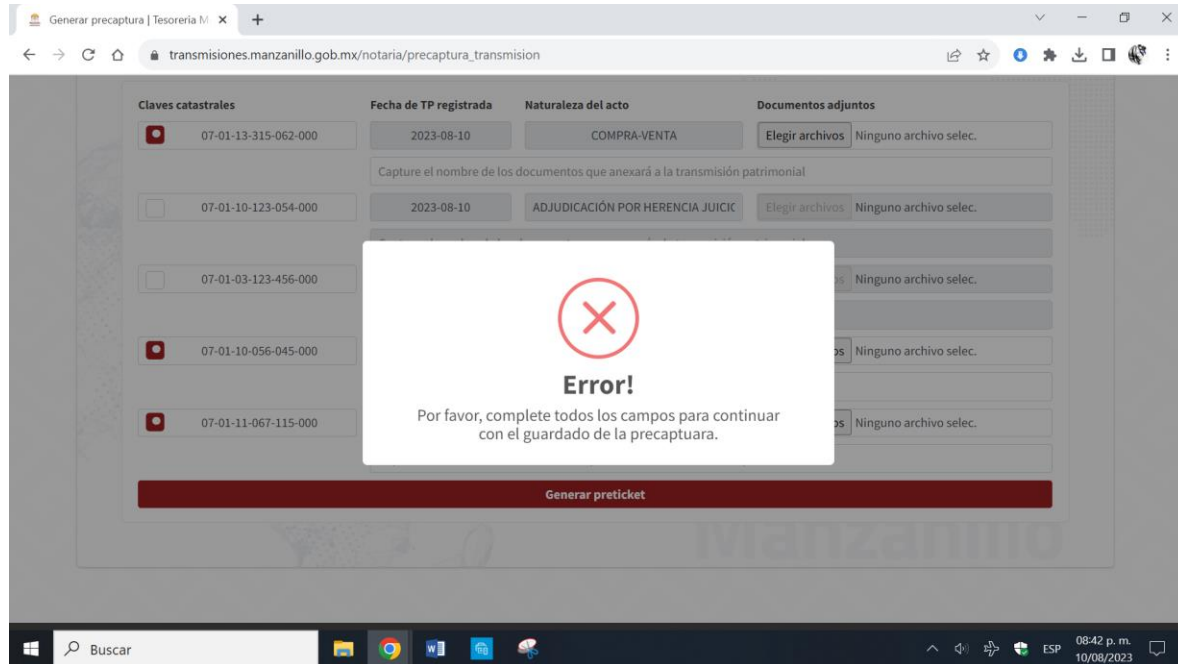 Generar precaptura | Tesoreria M
transmisiones.manzanillo.gob.mx/notaria/precaptura_transmision
Claves catastrales Fecha de TP registrada Naturaleza del acto Documentos adjuntos
07-01-13-315-062-000 2023-08-10 COMPRA-VENTA Elegir archivos Ninguno archivo selec.
Capture el nombre de los documentos que anexará a la transmisión patrimonial
07-01-10-123-054-000 2023-08-10 ADJUDICACIÓN POR HERENCIA JUICIO Elegir archivos Ninguno archivo selec.
07-01-03-123-456-000 Ninguno archivo selec.
07-01-10-056-045-000 Ninguno archivo selec.
07-01-11-067-115-000 Ninguno archivo selec.
Error!
Por favor, complete todos los campos para continuar
con el guardado de la precaptuara.
Generar preticket
Manzanillo
Buscar
ESP
08:42 p. m.
10/08/2023